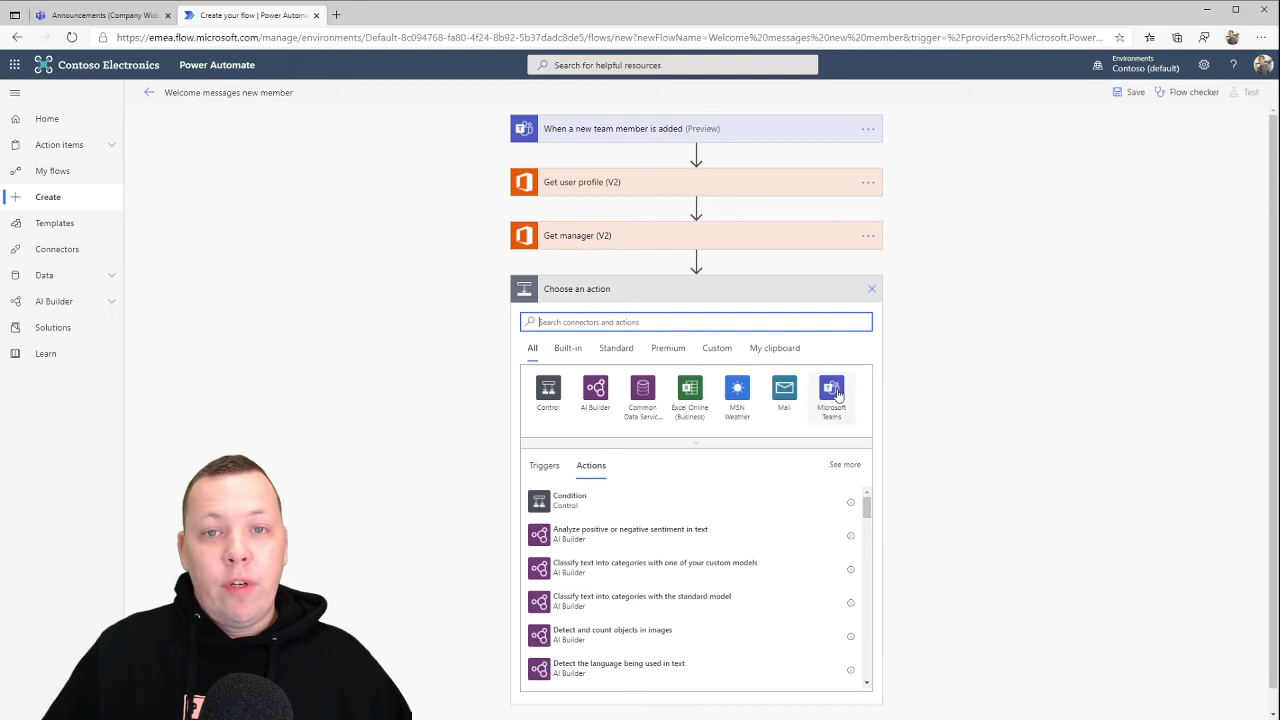 Announcements (Company Wid
Create your flow | Power Automa
https://emea.flow.microsoft.com/manage/environments/Default-8c094768-fa80-4f24-8b92-5b37dadc8de5/flows/new?newFlowName=Welcome%20messages%20new%20member&trigger=%2Fproviders%2FMicrosoft.Power...
Contoso Electronics
Power Automate
Search for helpful resources
Environments
Contoso (default)
Welcome messages new member
Save
Flow checker
Test
Home
Action items
My flows
Create
Templates
Connectors
Data
AI Builder
Solutions
Learn
When a new team member is added (Preview)
Get user profile (V2)
Get manager (V2)
Choose an action
Search connectors and actions
All
Built-in
Standard
Premium
Custom
My clipboard
Control
AI Builder
Common
Data Servic...
Excel Online
(Business)
MSN
Weather
Mail
Microsoft
Teams
Triggers
Actions
See more
Condition
Control
Analyze positive or negative sentiment in text
AI Builder
Classify text into categories with one of your custom models
AI Builder
Classify text into categories with the standard model
AI Builder
Detect and count objects in images
AI Builder
Detect the language being used in text
AI Builder